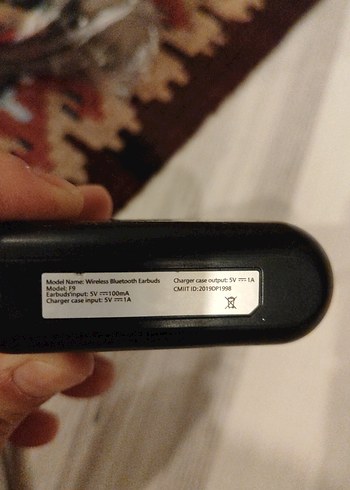 Model Name: Wireless Bluetooth Earbuds
Model: F9
Earbuds'input: 5V ⎓100mA
Charger case input: 5V ⎓ 1A
Charger case output: 5V ⎓ 1A
CMIIT ID:2019DP1998